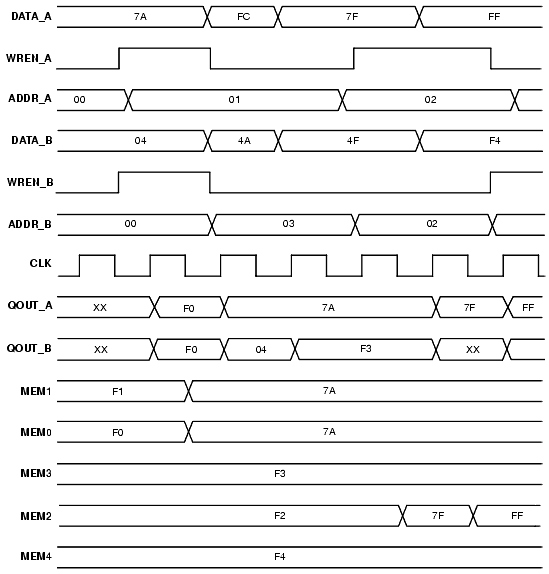 DATA_A 7A FC 7F FF
WREN_A
ADDR_A 00 01 02
DATA_B 04 4A 4F F4
WREN_B
ADDR_B 00 03 02
CLK
QOUT_A XX F0 7A 7F FF
QOUT_B XX F0 04 F3 XX
MEM1 F1 7A
MEM0 F0 7A
MEM3 F3
MEM2 F2 7F FF
MEM4 F4